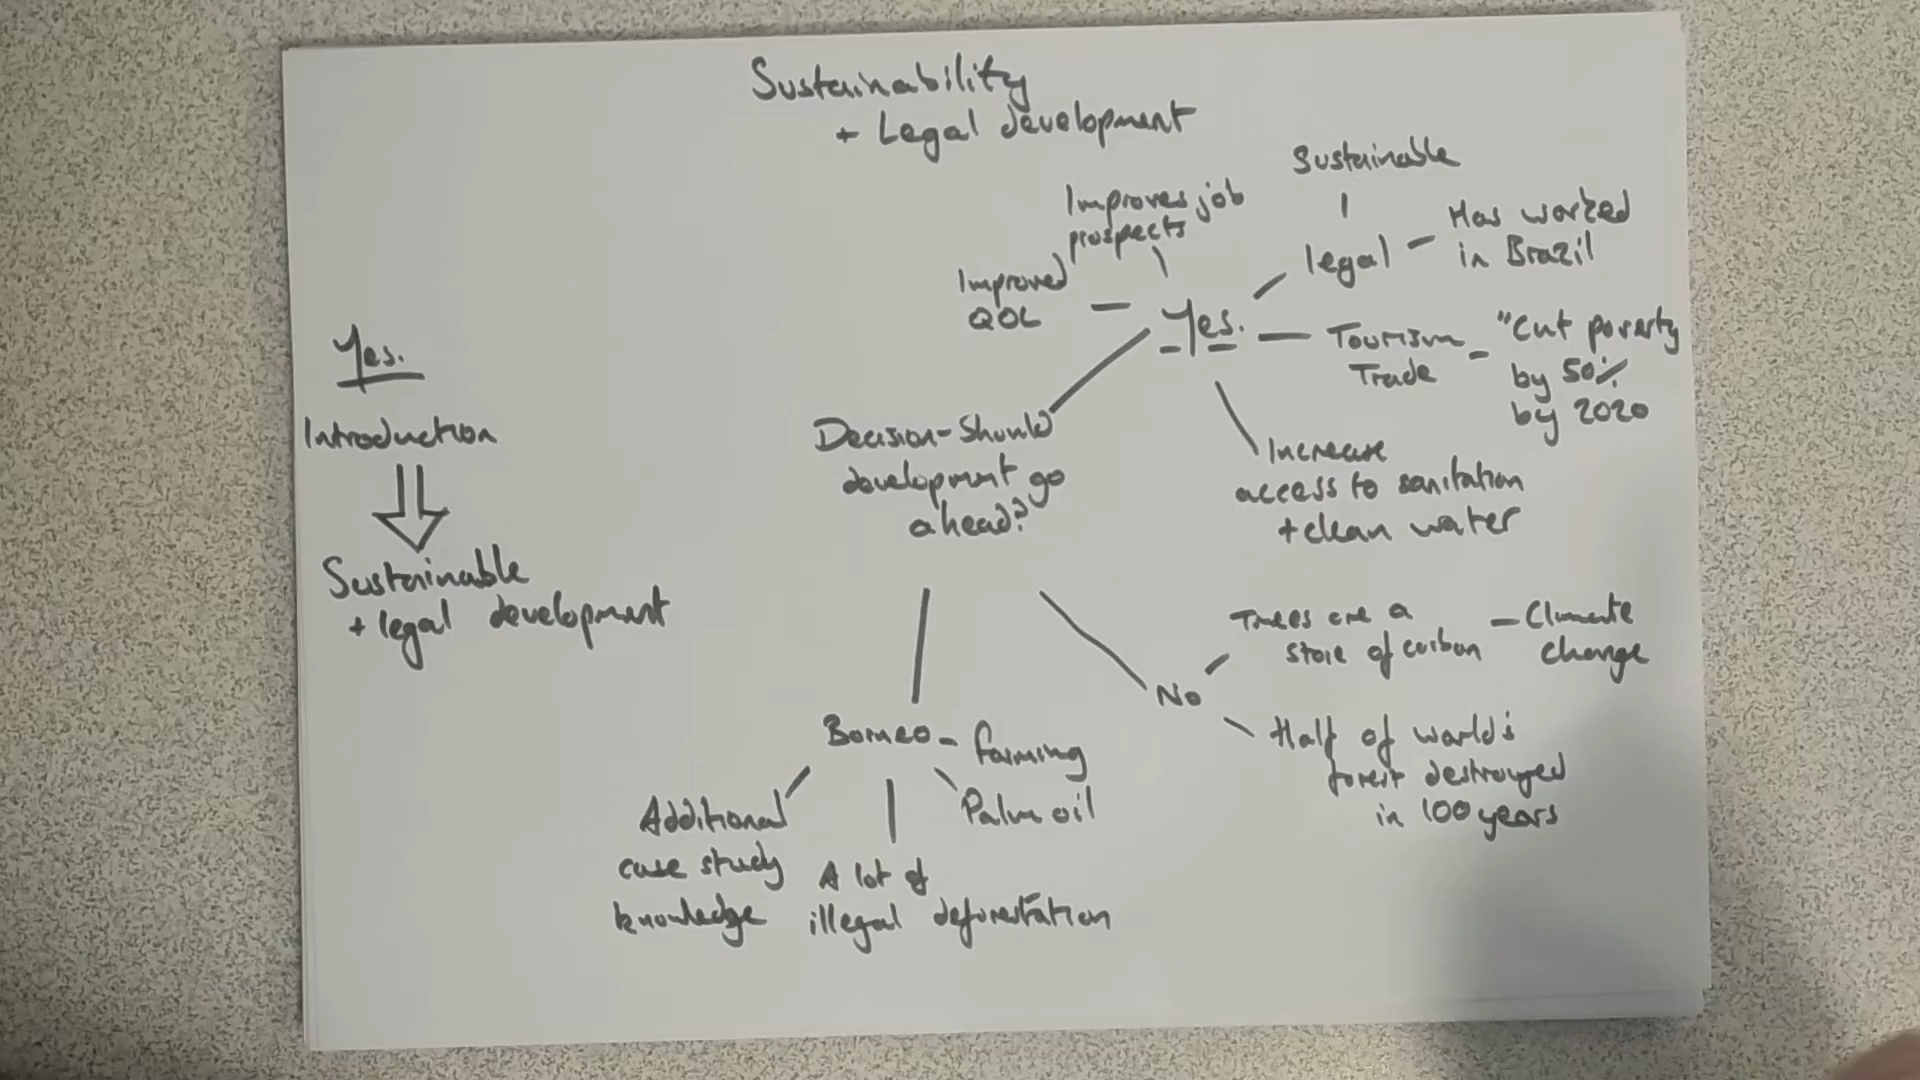 Sustainability
+ Legal development
Sustainable
Improves job
prospects
legal
Has worked
in Brazil
Improved
QOL
Yes.
Tourism
Trade
"Cut poverty
by 50%
by 2020
Increase
access to sanitation
+ clean water
Decision - Should
development go
ahead?
Yes.
Introduction
Sustainable
+ legal development
No
Trees are a
store of carbon
Climate
change
Half of world's
forest destroyed
in 100 years
Borneo
farming
Palm oil
Additional
case study
knowledge
A lot of
illegal deforestation